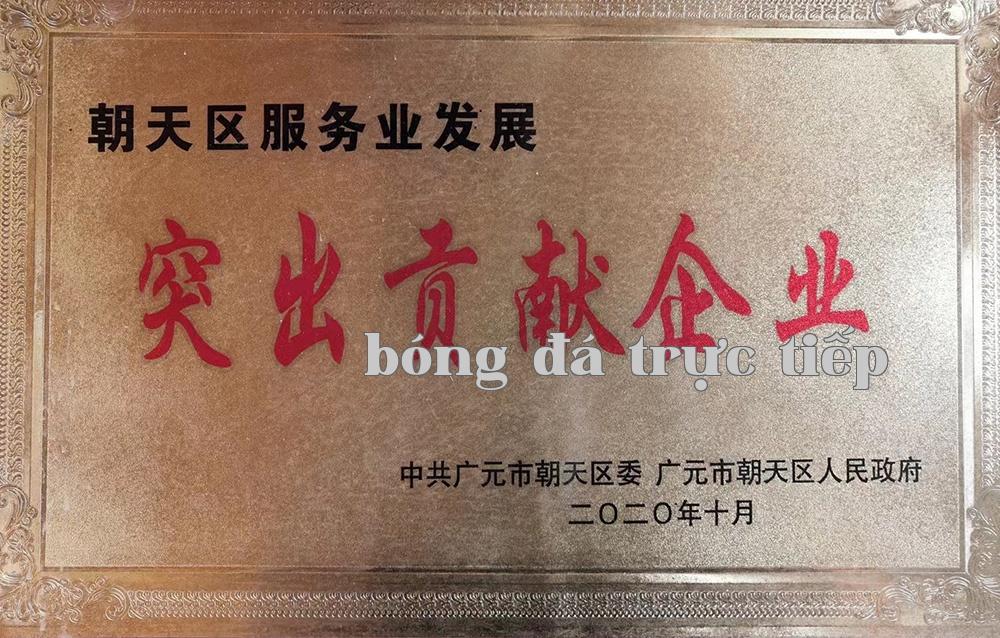 朝天区服务业发展
突出贡献企业
bóng đá trực tiếp
中共广元市朝天区委 广元市朝天区人民政府
二〇二〇年十月